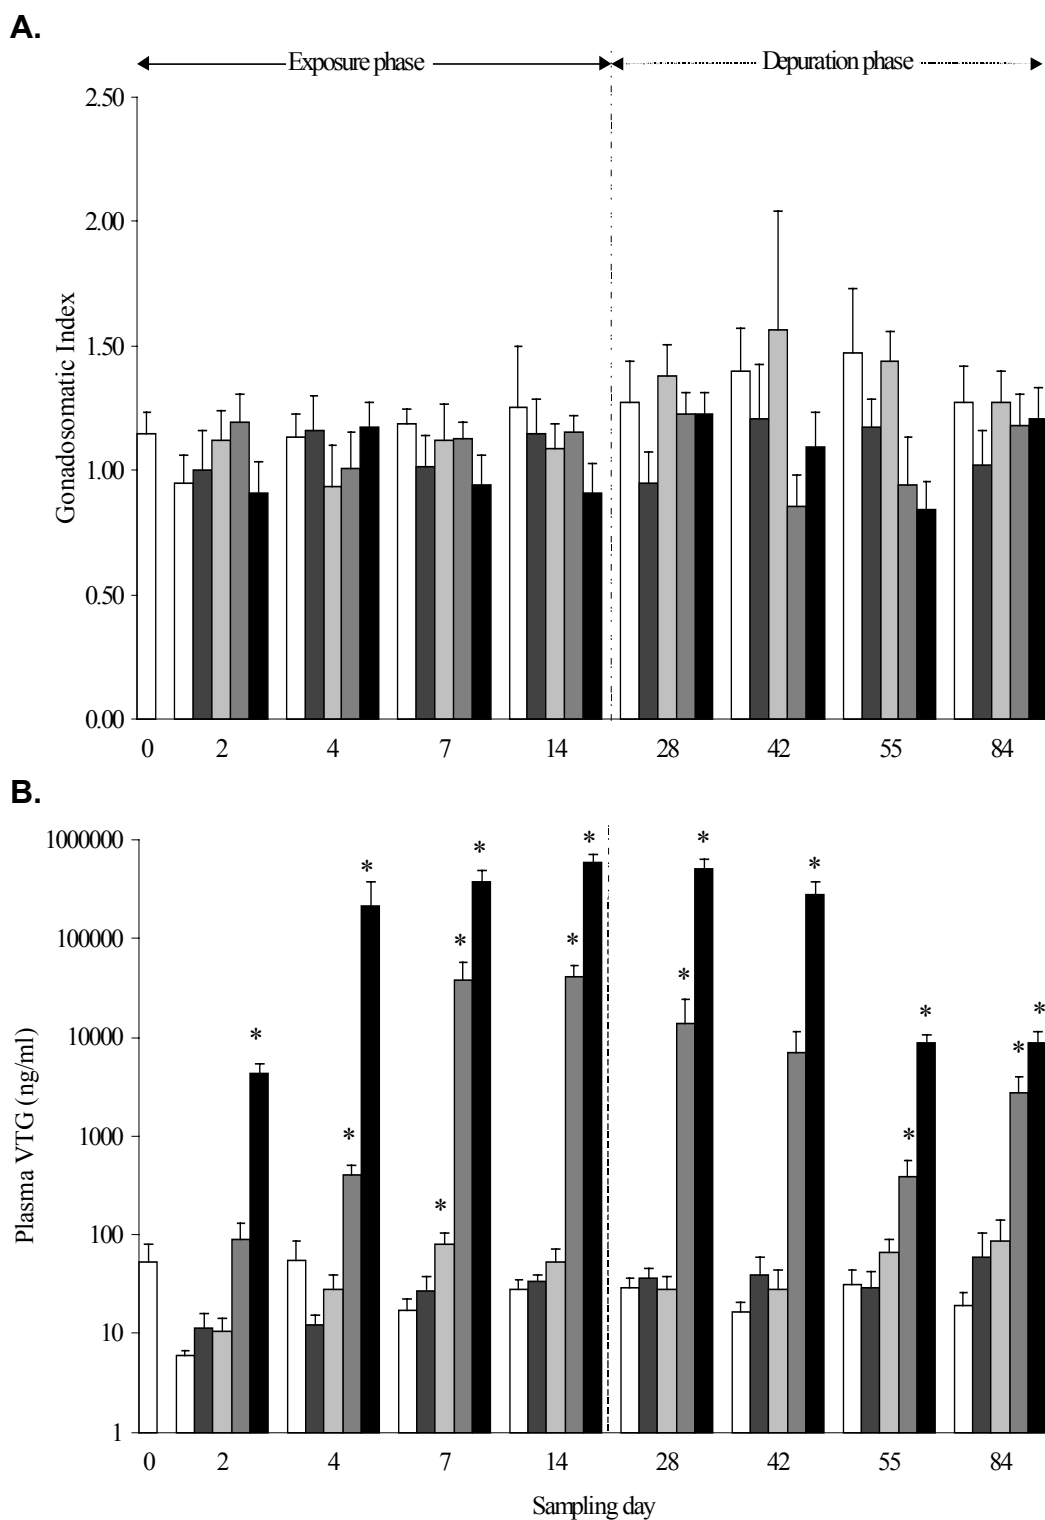 A.
Exposure phase
Depuration phase
2.50
2.00
1.50
1.00
0.50
0.00
Gonadosomatic Index
0 2 4 7 14 28 42 55 84
B.
1000000
100000
10000
1000
100
10
1
Plasma VTG (ng/ml)
* * * * * * * * * * * * * * *
0 2 4 7 14 28 42 55 84
Sampling day